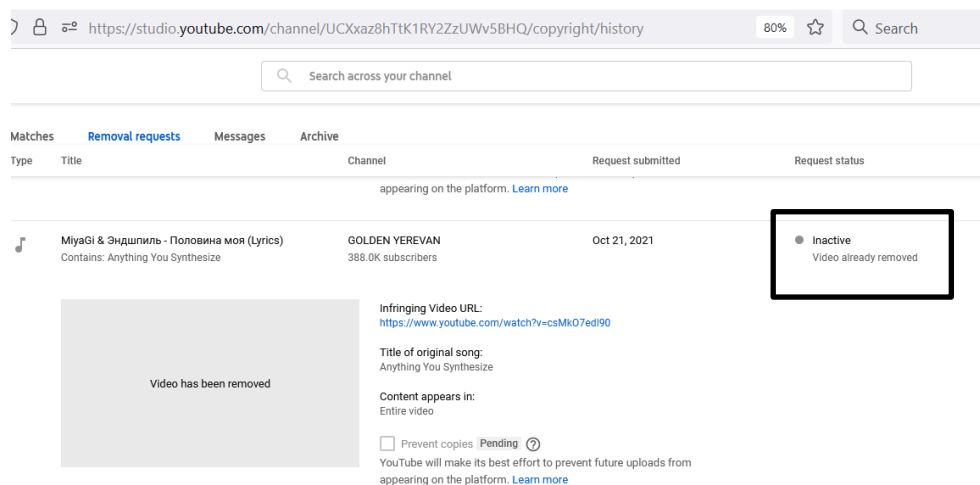 https://studio.youtube.com/channel/UCXxaz8hTtK1RY2ZzUWv5BHQ/copyright/history 80% Search
Search across your channel
Matches Removal requests Messages Archive
Type Title Channel Request submitted Request status
appearing on the platform. Learn more
MiyaGi & Эндшпиль - Половина моя (Lyrics) GOLDEN YEREVAN Oct 21, 2021 Inactive
Contains: Anything You Synthesize 388.0K subscribers Video already removed
Infringing Video URL:
https://www.youtube.com/watch?v=csMkO7edl90
Title of original song:
Anything You Synthesize
Video has been removed
Content appears in:
Entire video
Prevent copies Pending
YouTube will make its best effort to prevent future uploads from
appearing on the platform. Learn more